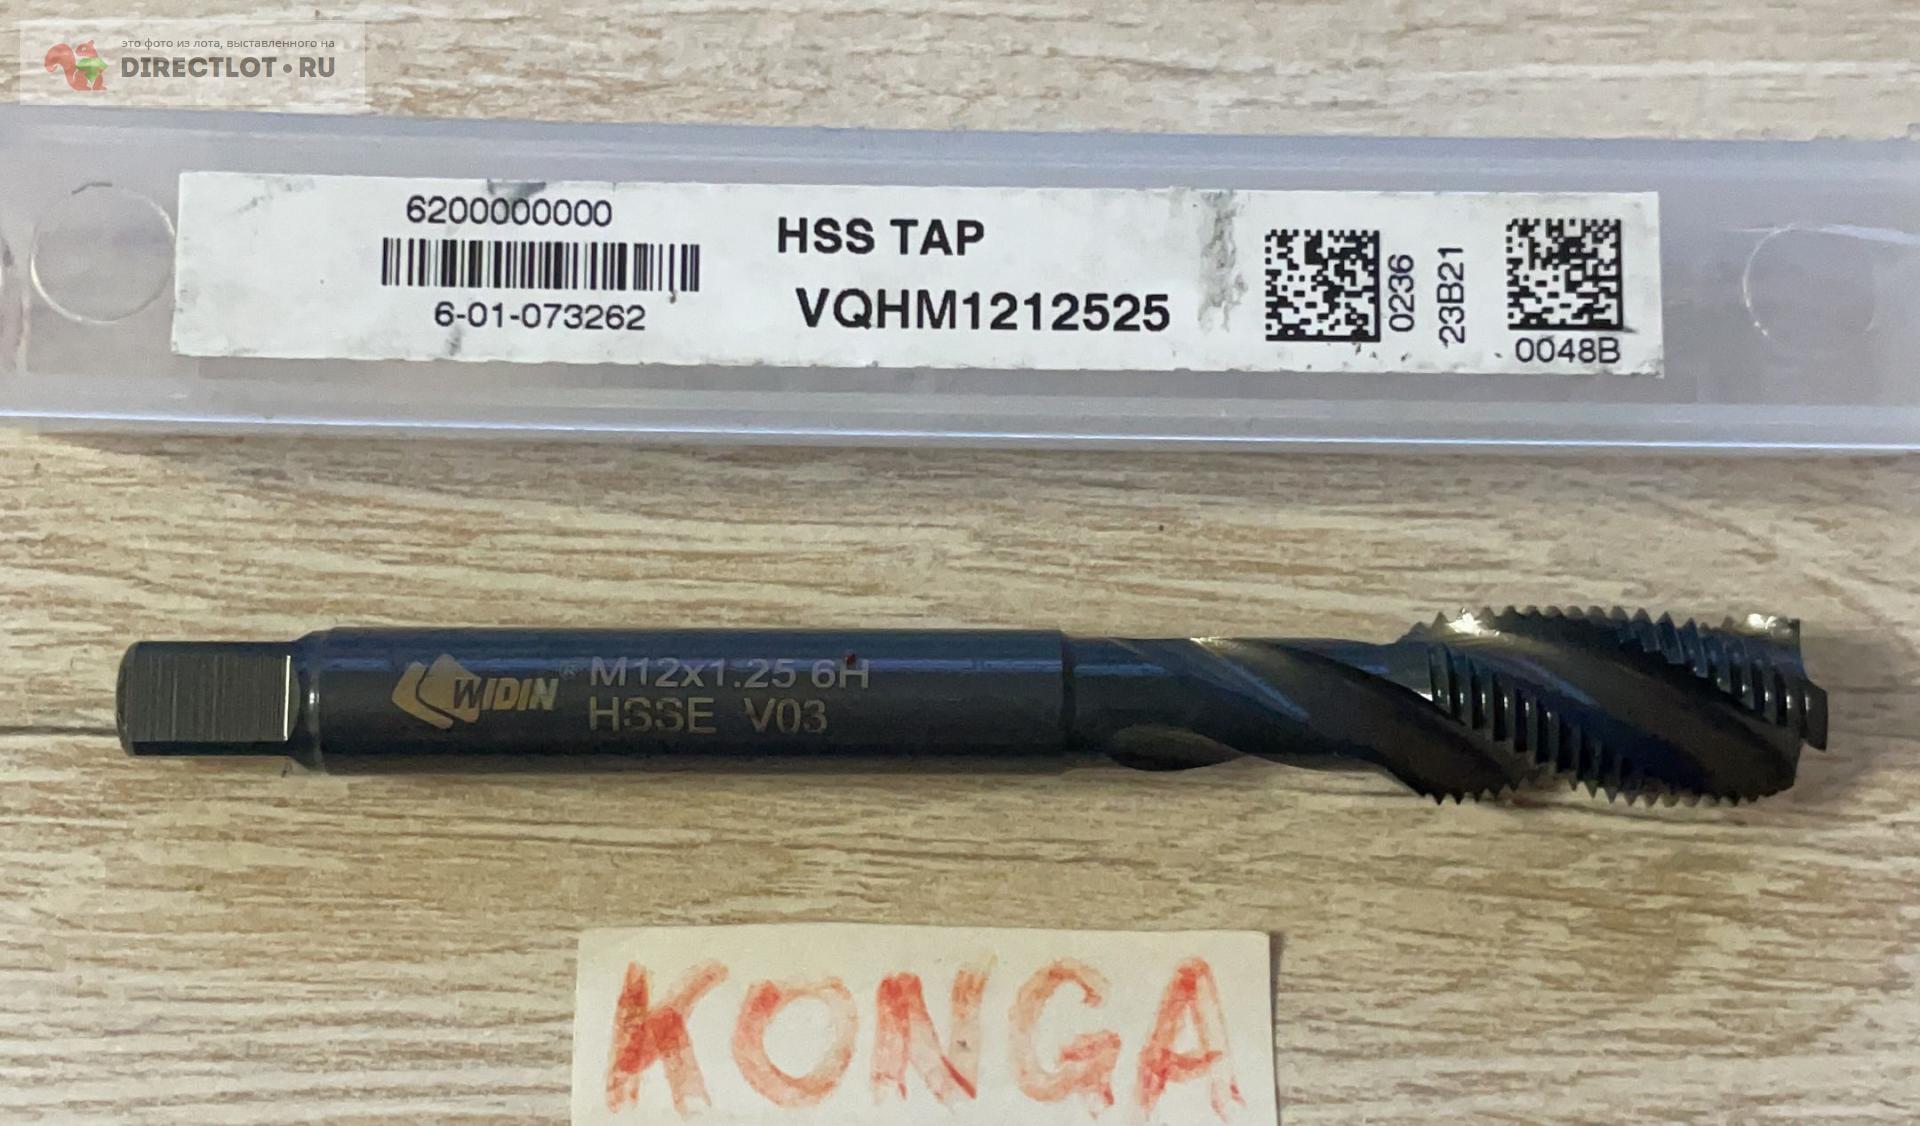 это фото из лота, выставленного на
DIRECTLOT•RU
6200000000
6-01-073262
HSS TAP
VQHM1212525
0236
23B21
0048B
WIDIN® M12x1.25 6H
HSSE V03
KONGA